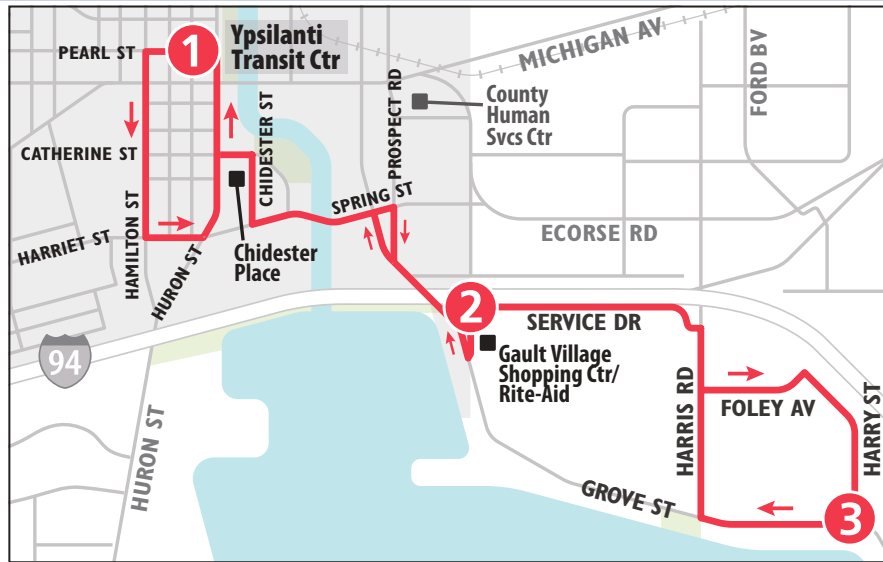 PEARL ST
1
Ypsilanti
Transit Ctr
MICHIGAN AV
FORD BV
CHIDESTER ST
PROSPECT RD
County
Human
Svcs Ctr
CATHERINE ST
SPRING ST
HAMILTON ST
HARRIET ST
HURON ST
Chidester
Place
ECORSE RD
2
SERVICE DR
94
Gault Village
Shopping Ctr/
Rite-Aid
HARRIS RD
FOLEY AV
HARRY ST
HURON ST
GROVE ST
3